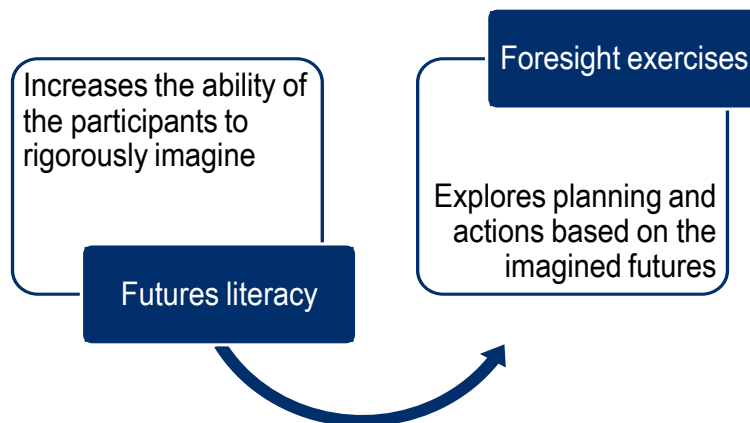 Increases the ability of
the participants to
rigorously imagine
Futures literacy
Foresight exercises
Explores planning and
actions based on the
imagined futures